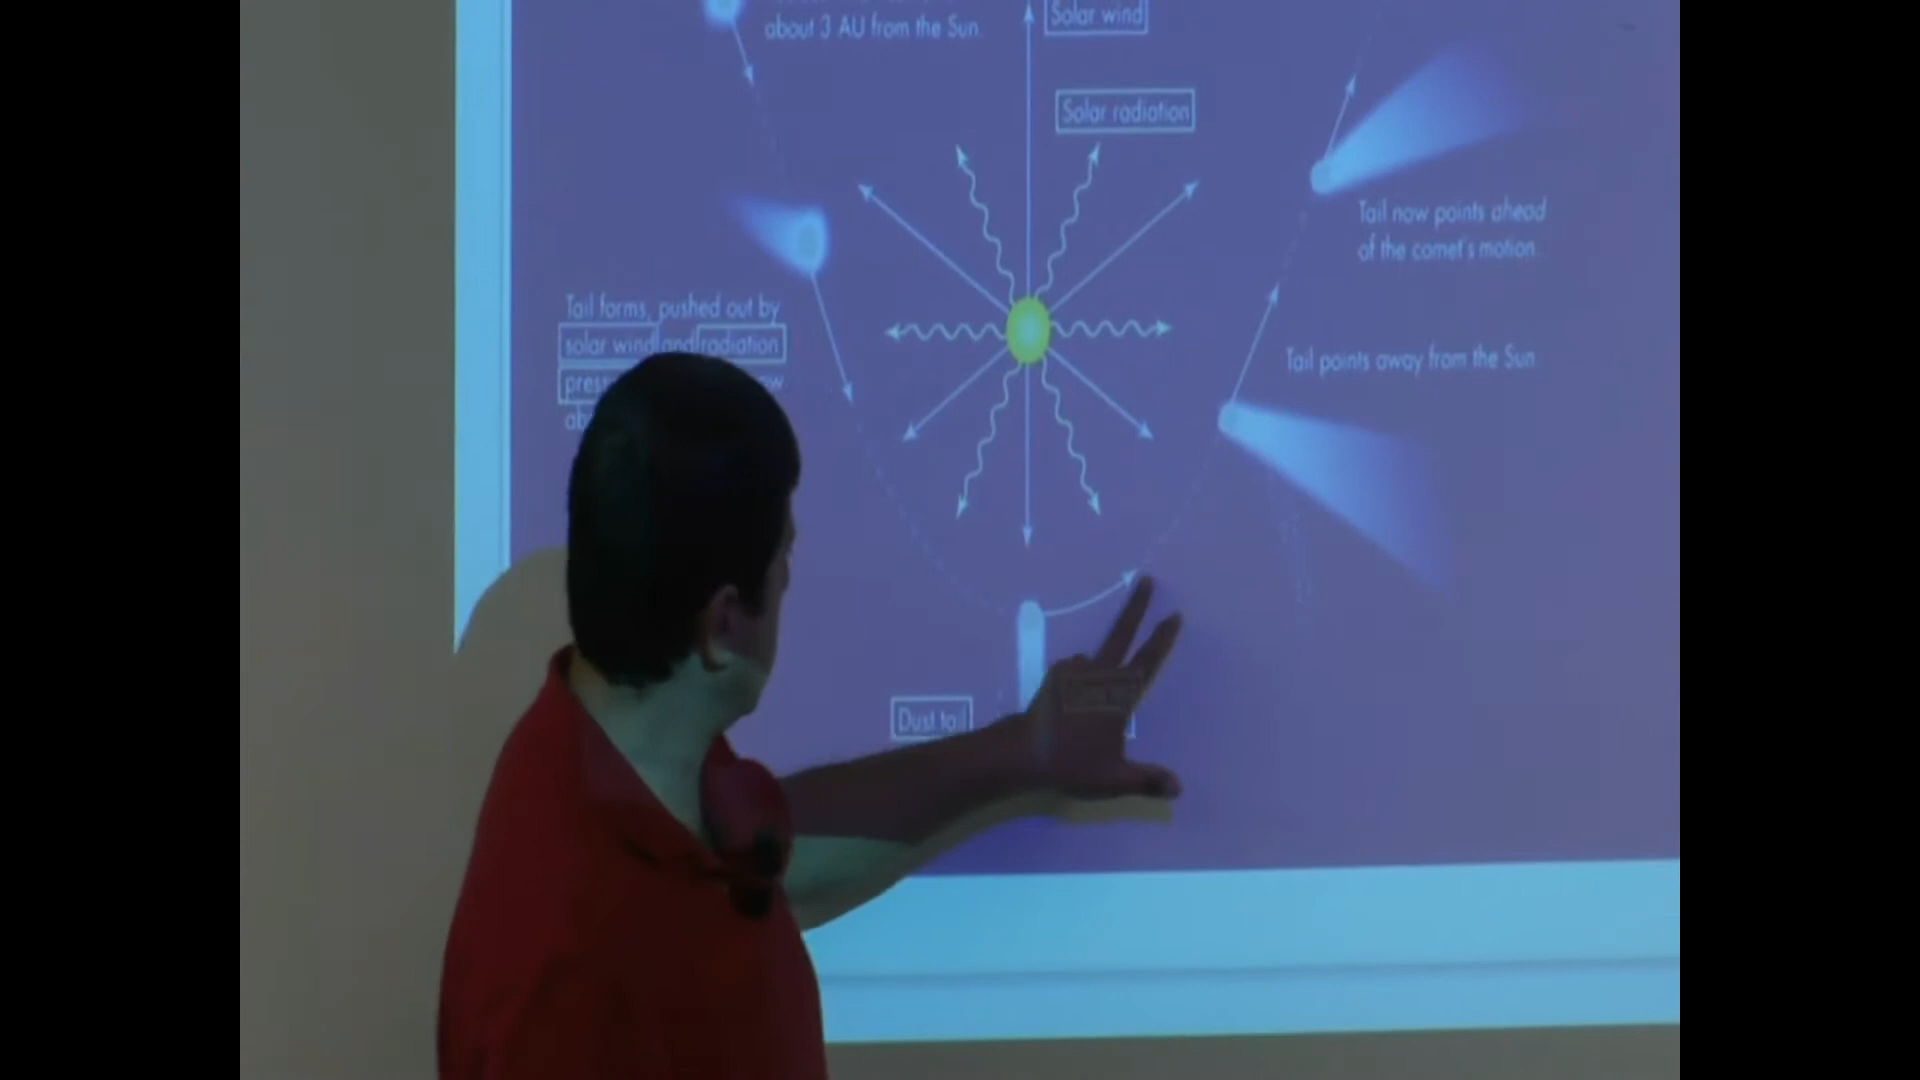 about 3 AU from the Sun.
Solar wind
Solar radiation
Tail now points ahead
of the comet's motion.
Tail forms, pushed out by
solar wind and radiation
Tail points away from the Sun.
Dust tail